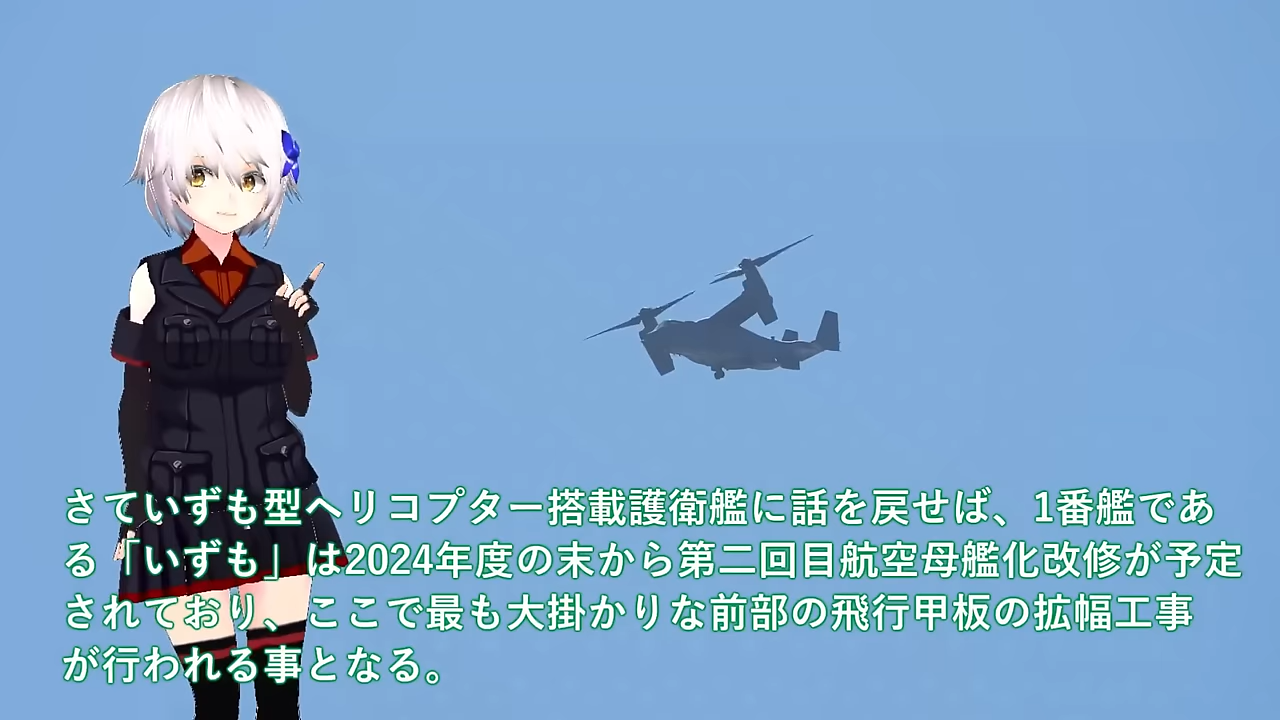 さていずも型ヘリコプター搭載護衛艦に話を戻せば、1番艦であ
る「いずも」は2024年度の末から第二回目航空母艦化改修が予定
されており、ここで最も大掛かりな前部の飛行甲板の拡幅工事
が行われる事となる。